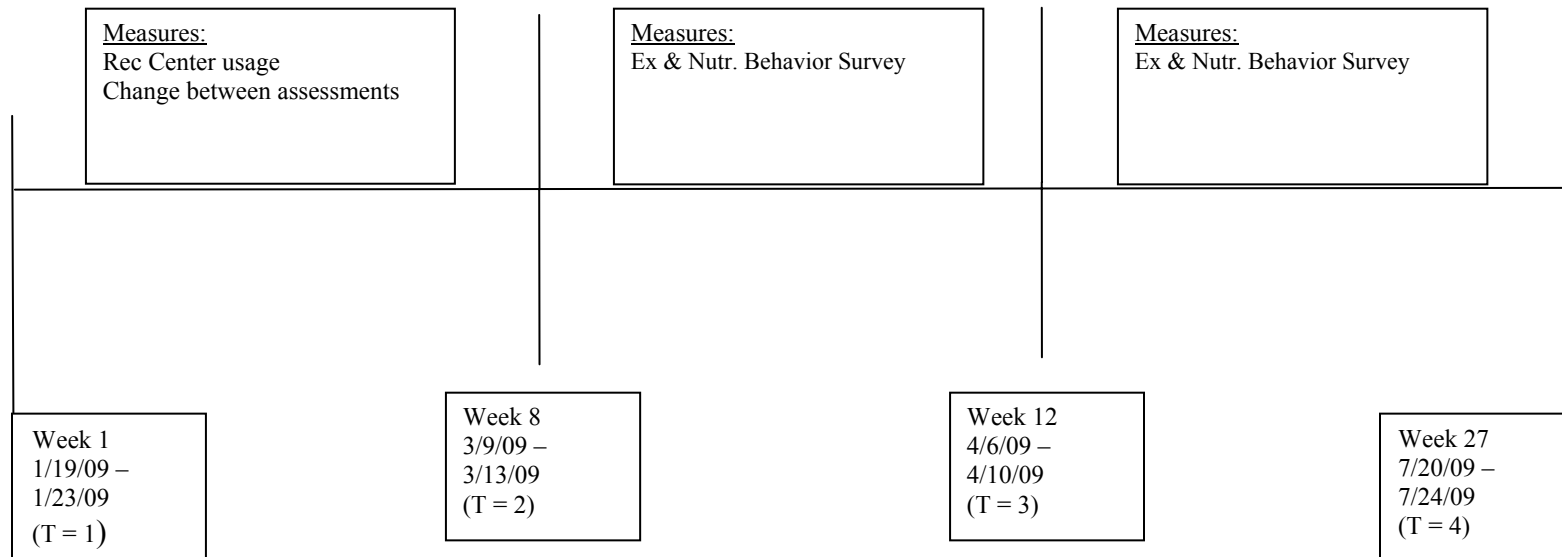 Measures:
Rec Center usage
Change between assessments
Measures:
Ex & Nutr. Behavior Survey
Measures:
Ex & Nutr. Behavior Survey
Week 1
1/19/09 –
1/23/09
(T = 1)
Week 8
3/9/09 –
3/13/09
(T = 2)
Week 12
4/6/09 –
4/10/09
(T = 3)
Week 27
7/20/09 –
7/24/09
(T = 4)